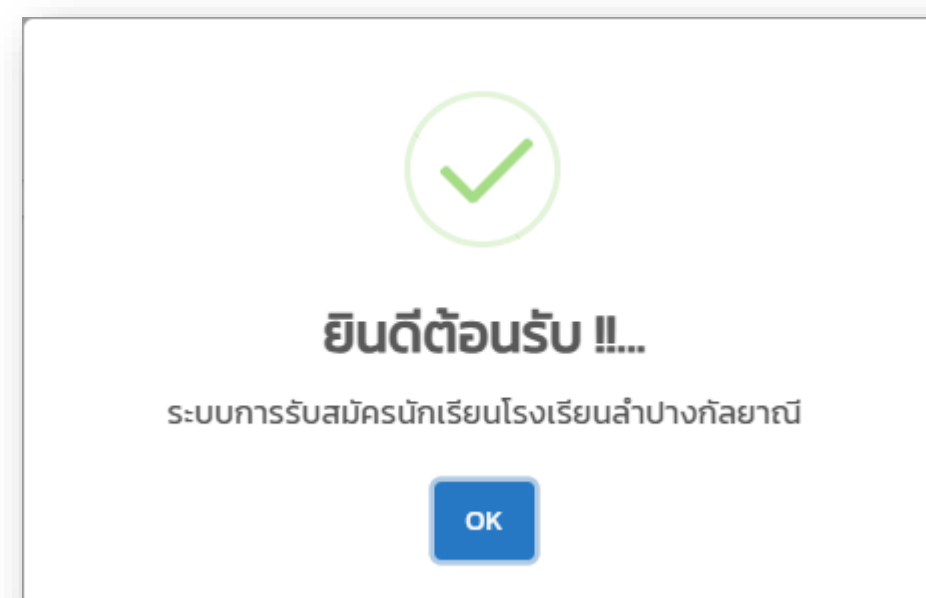 ยินดีต้อนรับ !!...
ระบบการรับสมัครนักเรียนโรงเรียนลำปางกัลยาณี
OK